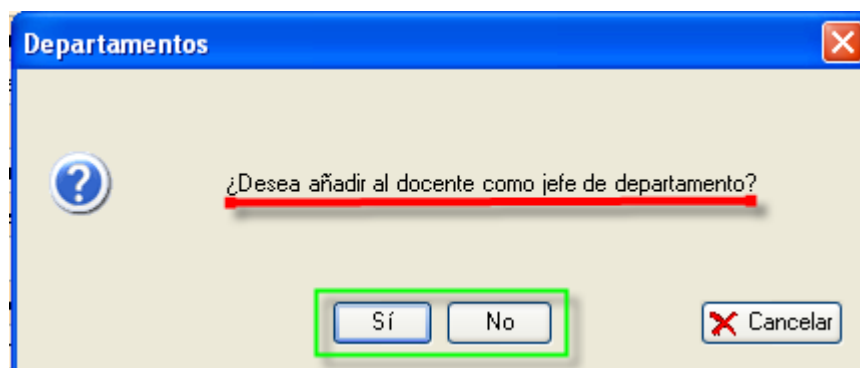 Departamentos
¿Desea añadir al docente como jefe de departamento?
Sí No Cancelar